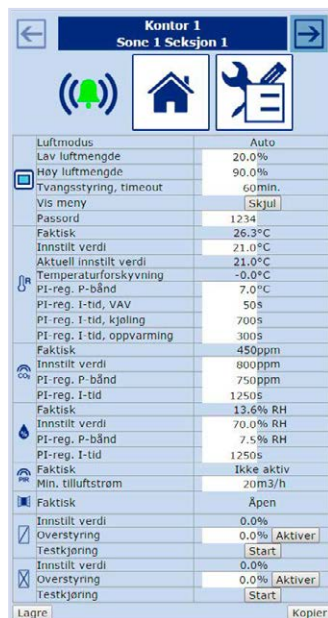 Kontor 1
Sone 1 Seksjon 1
Luftmodus Auto
Lav luftmengde 20.0%
Høy luftmengde 90.0%
Tvangsstyring, timeout 60min.
Vis meny Skjul
Passord 1234
Faktisk 26.3°C
Innstilt verdi 21.0°C
Aktuell innstilt verdi 21.0°C
Temperaturforskyvning -0.0°C
R
PI-reg. P-bånd 7.0°C
PI-reg. I-tid, VAV 50s
PI-reg. I-tid, kjøling 700s
PI-reg. I-tid, oppvarming 300s
Faktisk 450ppm
Innstilt verdi 800ppm
CO₂
PI-reg. P-bånd 750ppm
PI-reg. I-tid 1250s
Faktisk 13.6% RH
Innstilt verdi 70.0% RH
PI-reg. P-bånd 7.5% RH
PI-reg. I-tid 1250s
Faktisk Ikke aktiv
PIR
Min. tilluftstrøm 20m3/h
Faktisk Åpen
Innstilt verdi 0.0%
Overstyring 0.0% Aktiver
Testkjøring Start
Innstilt verdi 0.0%
Overstyring 0.0% Aktiver
Testkjøring Start
Lagre Kopier